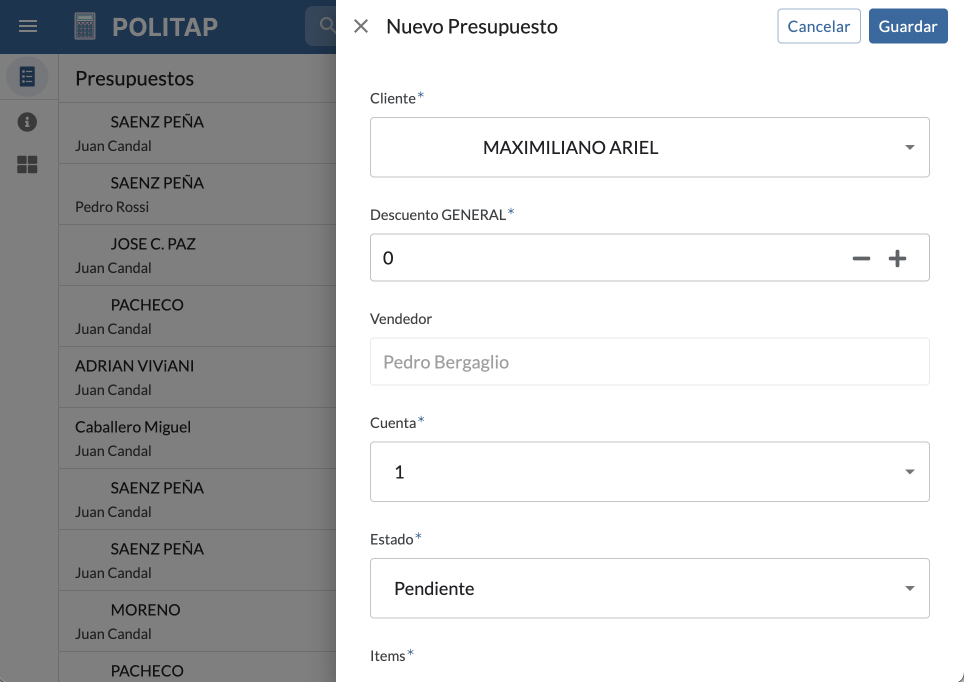 POLITAP
Presupuestos
SAENZ PEÑA
Juan Candal
SAENZ PEÑA
Pedro Rossi
JOSE C. PAZ
Juan Candal
PACHECO
Juan Candal
ADRIAN VIViANI
Juan Candal
Caballero Miguel
Juan Candal
SAENZ PEÑA
Juan Candal
SAENZ PEÑA
Juan Candal
MORENO
Juan Candal
PACHECO
Nuevo Presupuesto
Cancelar
Guardar
Cliente*
MAXIMILIANO ARIEL
Descuento GENERAL*
0
Vendedor
Pedro Bergaglio
Cuenta*
1
Estado*
Pendiente
Items*